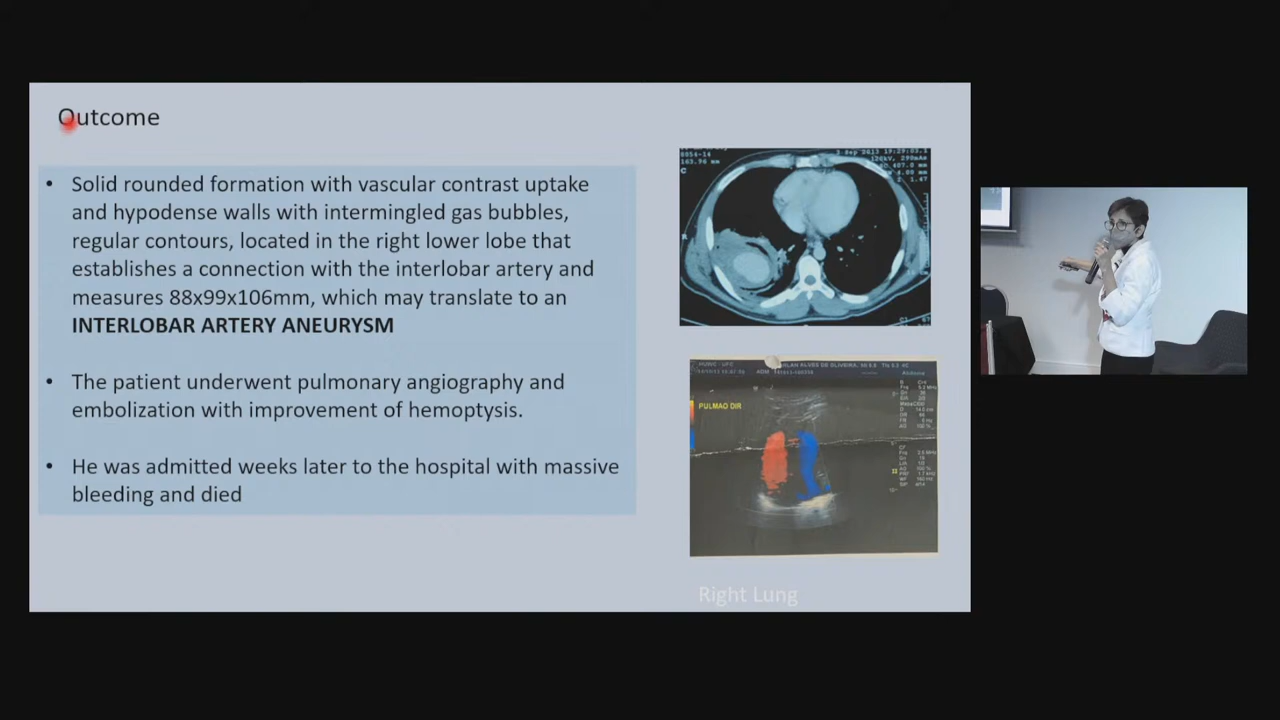 Outcome
• Solid rounded formation with vascular contrast uptake
and hypodense walls with intermingled gas bubbles,
regular contours, located in the right lower lobe that
establishes a connection with the interlobar artery and
measures 88x99x106mm, which may translate to an
INTERLOBAR ARTERY ANEURYSM
• The patient underwent pulmonary angiography and
embolization with improvement of hemoptysis.
• He was admitted weeks later to the hospital with massive
bleeding and died
163.96 mm
C
PULMAO DIR
Right Lung